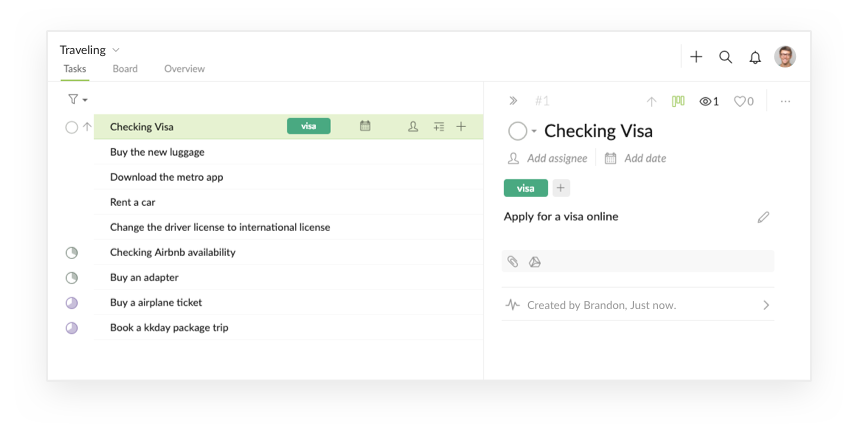 Traveling
Tasks Board Overview
Checking Visa visa
Buy the new luggage
Download the metro app
Rent a car
Change the driver license to international license
Checking Airbnb availability
Buy an adapter
Buy a airplane ticket
Book a kkday package trip
#1 1 0 ...
Checking Visa
Add assignee Add date
visa +
Apply for a visa online
Created by Brandon, Just now.